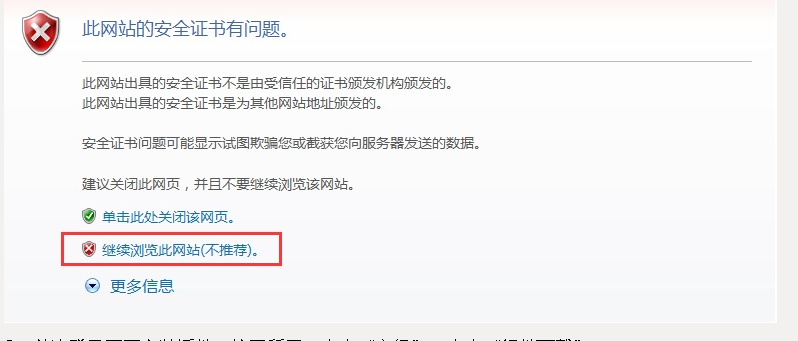 此网站的安全证书有问题。
此网站出具的安全证书不是由受信任的证书颁发机构颁发的。
此网站出具的安全证书是为其他网站地址颁发的。
安全证书问题可能显示试图欺骗您或截获您向服务器发送的数据。
建议关闭此网页，并且不要继续浏览该网站。
单击此处关闭该网页。
继续浏览此网站(不推荐)。
更多信息